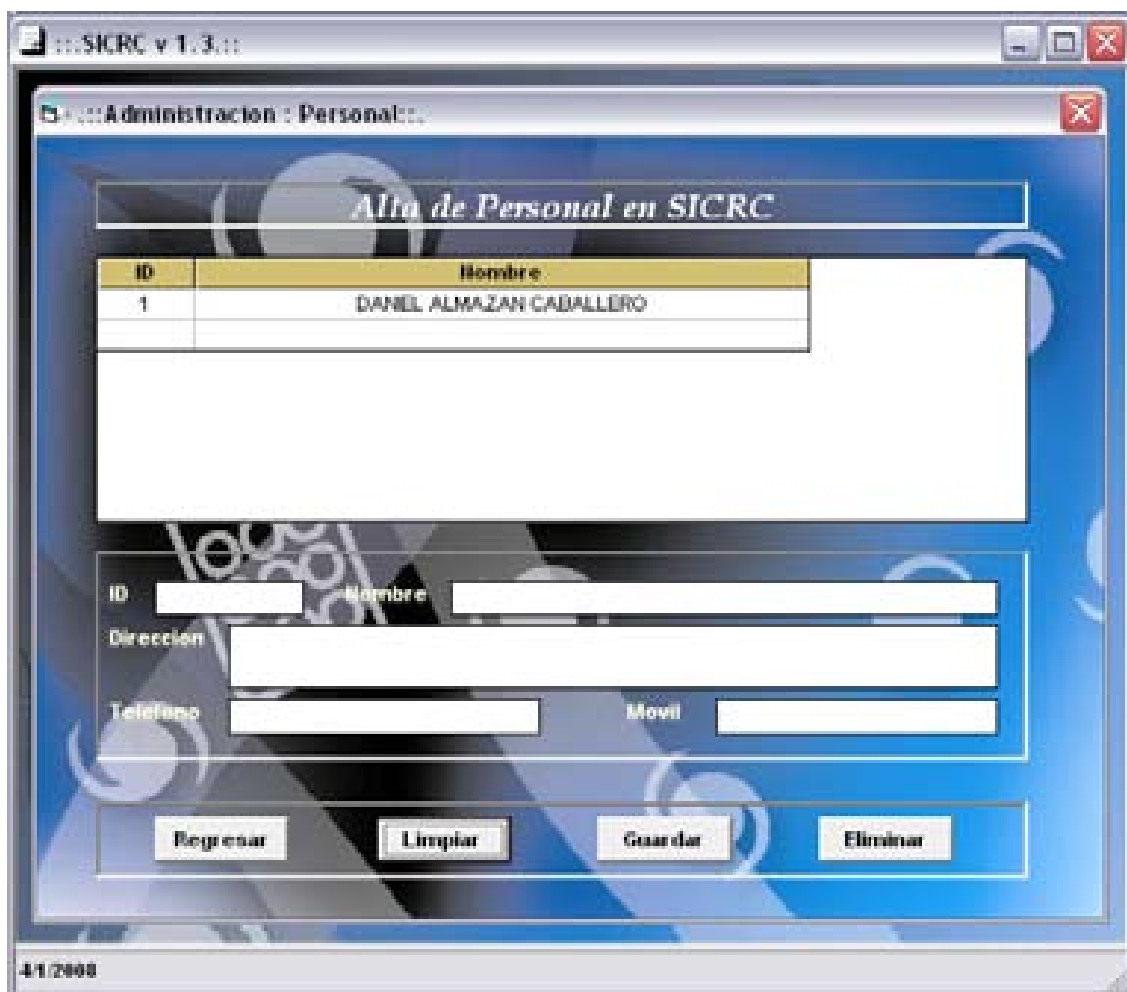 :::.SICRC v 1.3.::
.::Administracion : Personal::.
Alta de Personal en SICRC
ID Nombre
1 DANIEL ALMAZAN CABALLERO
ID Nombre
Direccion
Telefono Movil
Regresar Limpiar Guardar Eliminar
4/1/2008